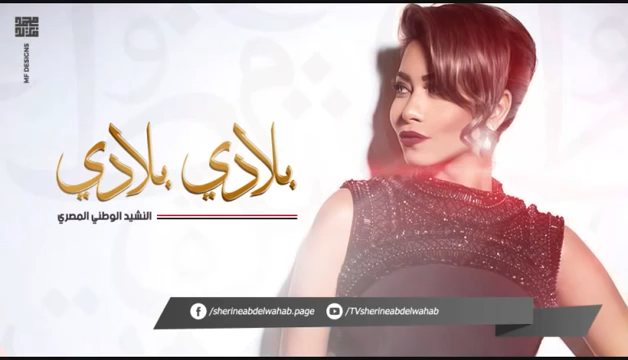 MF DESIGNS
بلادي بلادي
النشيد الوطني المصري
/sherineabdelwahab.page
/TVsherineabdelwahab